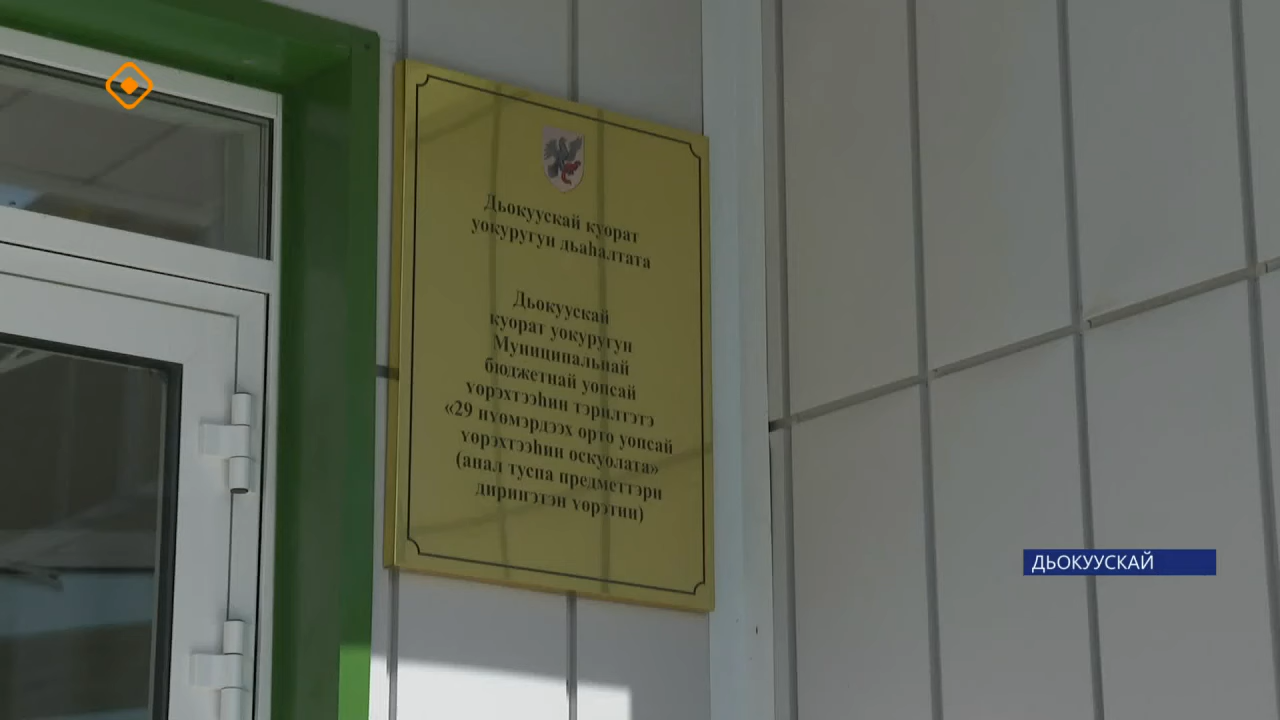 Дьокуускай куорат
уокуругун дьаһалтата
Дьокуускай
куорат уокуругун
Муниципальнай
бюджетнай уопсай
үөрэхтээһин тэрилтэтэ
«29 нүөмэрдээх орто уопсай
үөрэхтээһин оскуолата»
(анал туспа предметтэри
дириҥэтэн үөрэтии)
ДЬОКУУСКАЙ